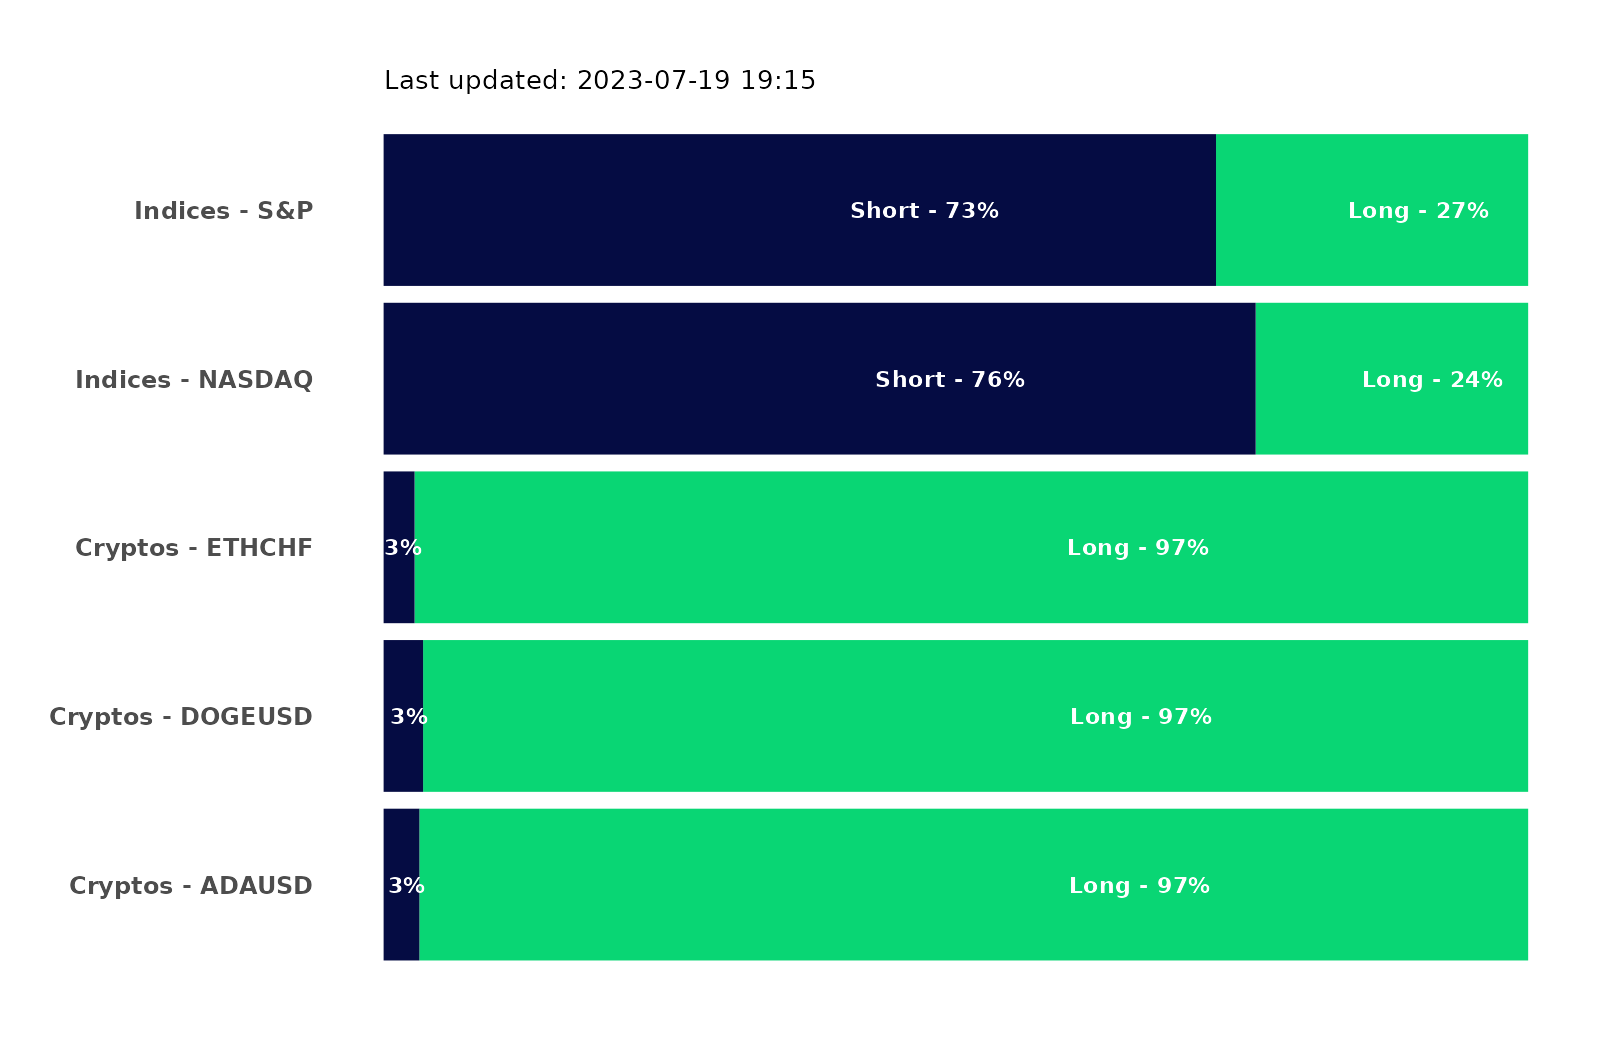 Last updated: 2023-07-19 19:15
Indices - S&P Short - 73% Long - 27%
Indices - NASDAQ Short - 76% Long - 24%
Cryptos - ETHCHF 3% Long - 97%
Cryptos - DOGEUSD 3% Long - 97%
Cryptos - ADAUSD 3% Long - 97%